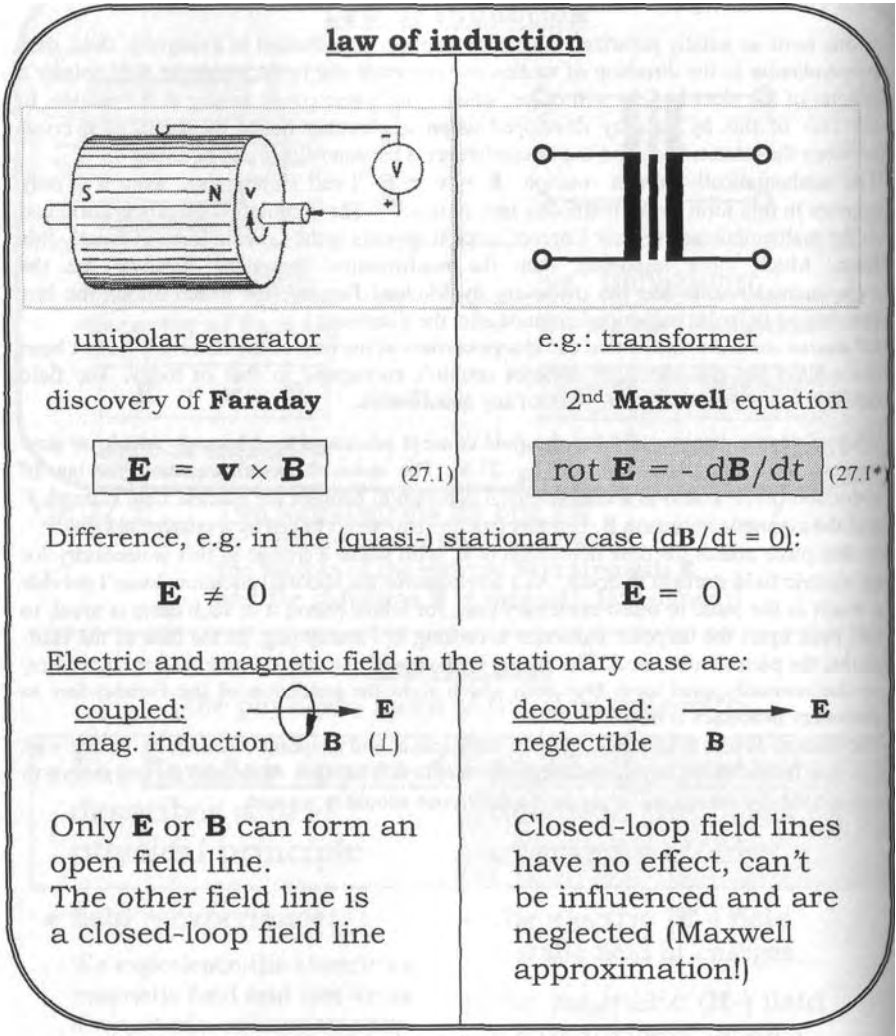 law of induction
S N V
- +
unipolar generator
discovery of Faraday
E = v × B (27.1)
e.g.: transformer
2nd Maxwell equation
rot E = - dB/dt (27.1*)
Difference, e.g. in the (quasi-) stationary case (dB/dt = 0):
E ≠ 0
E = 0
Electric and magnetic field in the stationary case are:
coupled: E
mag. induction B (⊥)
decoupled: E
neglectible B
Only E or B can form an
open field line.
The other field line is
a closed-loop field line
Closed-loop field lines
have no effect, can't
be influenced and are
neglected (Maxwell
approximation!)